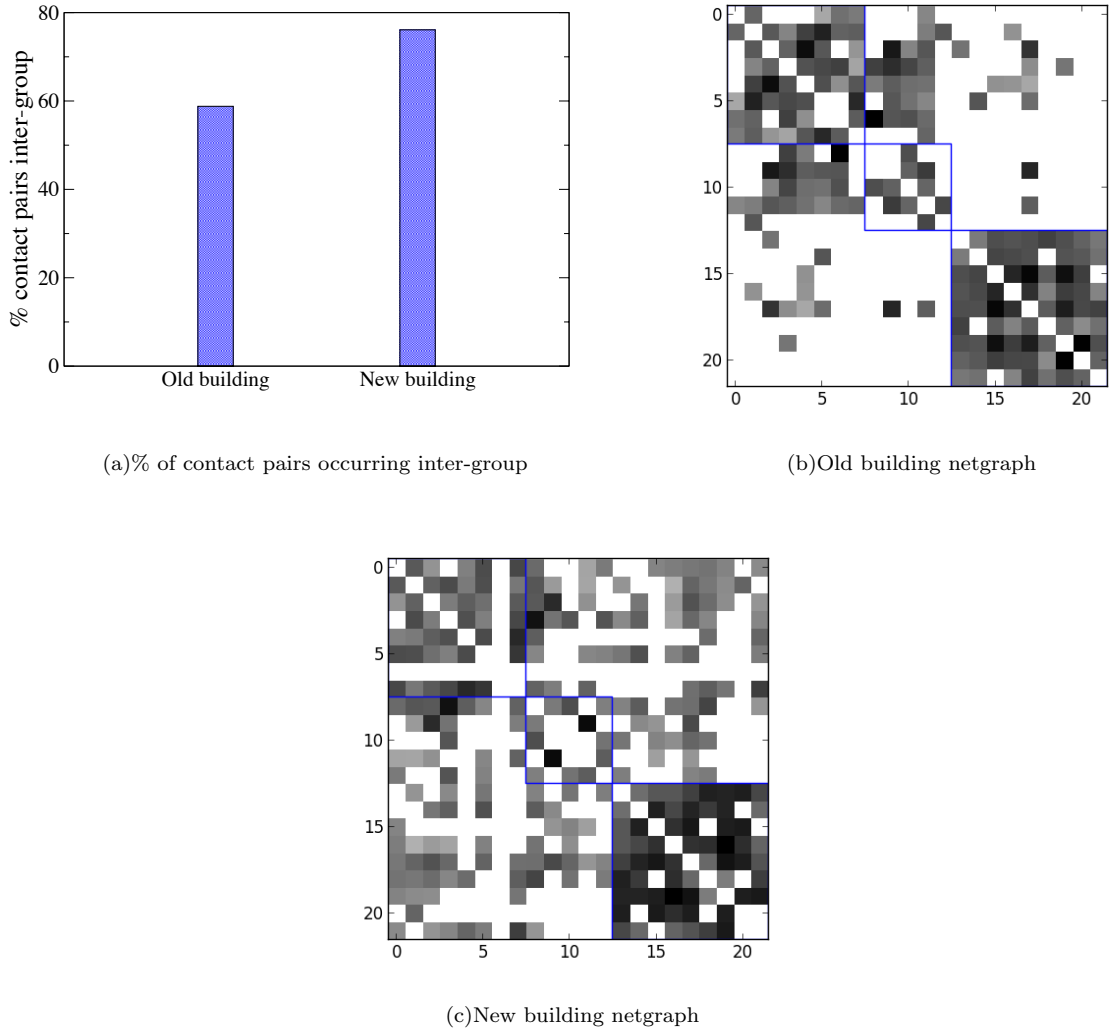 80
60
40
20
0
% contact pairs inter-group
Old building
New building
(a)% of contact pairs occurring inter-group
0
5
10
15
20
0 5 10 15 20
(b)Old building netgraph
0
5
10
15
20
0 5 10 15 20
(c)New building netgraph